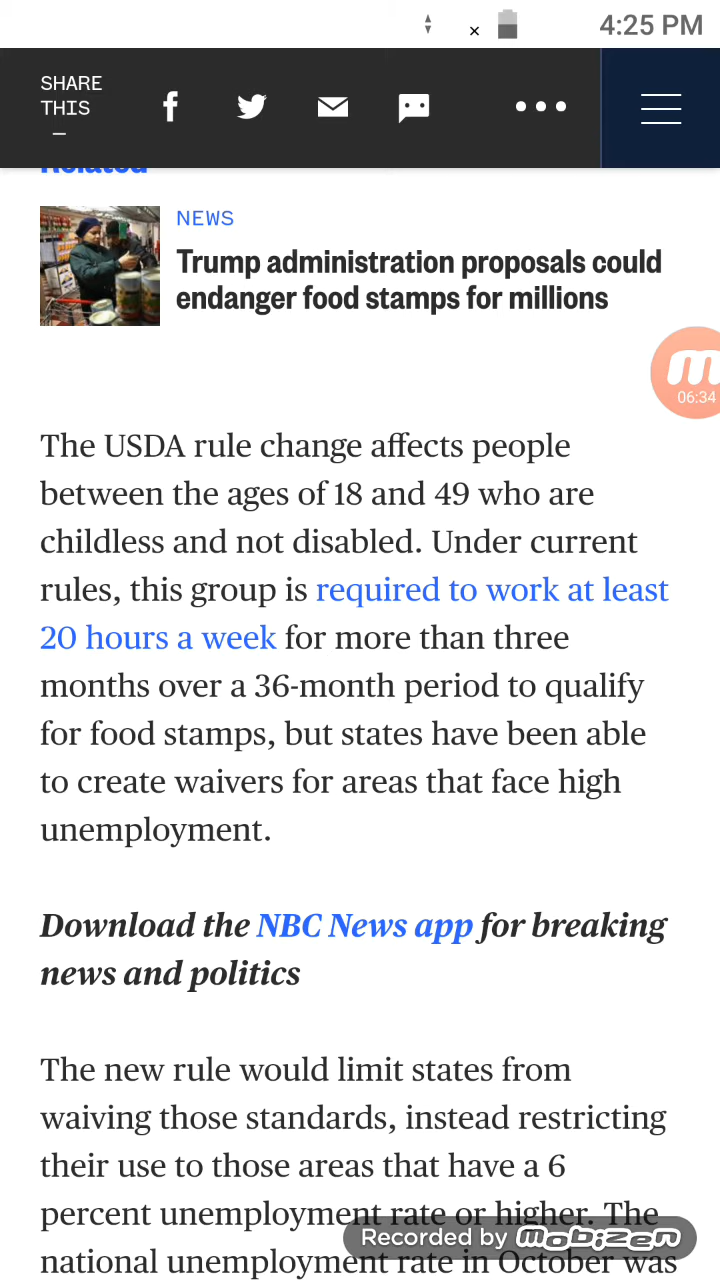 4:25 PM
SHARE
THIS
Related
NEWS
Trump administration proposals could
endanger food stamps for millions
06:34
The USDA rule change affects people
between the ages of 18 and 49 who are
childless and not disabled. Under current
rules, this group is required to work at least
20 hours a week for more than three
months over a 36-month period to qualify
for food stamps, but states have been able
to create waivers for areas that face high
unemployment.
Download the NBC News app for breaking
news and politics
The new rule would limit states from
waiving those standards, instead restricting
their use to those areas that have a 6
percent unemployment rate or higher. The
Recorded by mobizen
national unemployment rate in October was